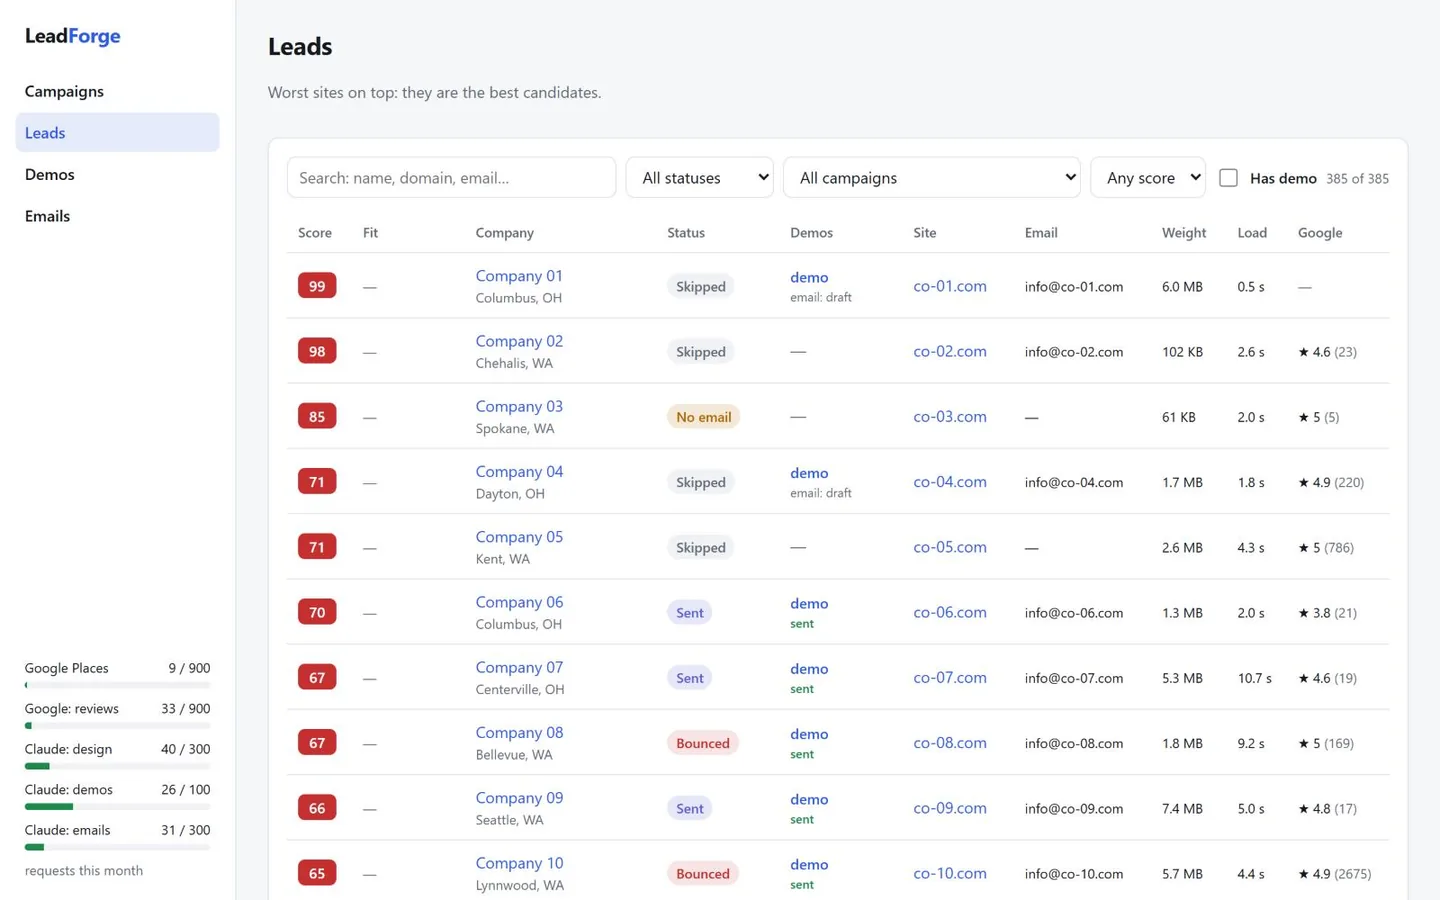 LeadForge
Campaigns
Leads
Demos
Emails
Google Places 9 / 900
Google: reviews 33 / 900
Claude: design 40 / 300
Claude: demos 26 / 100
Claude: emails 31 / 300
requests this month
Leads
Worst sites on top: they are the best candidates.
Search: name, domain, email... All statuses All campaigns Any score Has demo 385 of 385
Score Fit Company Status Demos Site Email Weight Load Google
99 — Company 01 Skipped demo co-01.com info@co-01.com 6.0 MB 0.5 s —
Columbus, OH email: draft
98 — Company 02 Skipped — co-02.com info@co-02.com 102 KB 2.6 s ★ 4.6 (23)
Chehalis, WA
85 — Company 03 No email — co-03.com — 61 KB 2.0 s ★ 5 (5)
Spokane, WA
71 — Company 04 Skipped demo co-04.com info@co-04.com 1.7 MB 1.8 s ★ 4.9 (220)
Dayton, OH email: draft
71 — Company 05 Skipped — co-05.com — 2.6 MB 4.3 s ★ 5 (786)
Kent, WA
70 — Company 06 Sent demo co-06.com info@co-06.com 1.3 MB 2.0 s ★ 3.8 (21)
Columbus, OH sent
67 — Company 07 Sent demo co-07.com info@co-07.com 5.3 MB 10.7 s ★ 4.6 (19)
Centerville, OH sent
67 — Company 08 Bounced demo co-08.com info@co-08.com 1.8 MB 9.2 s ★ 5 (169)
Bellevue, WA sent
66 — Company 09 Sent demo co-09.com info@co-09.com 7.4 MB 5.0 s ★ 4.8 (17)
Seattle, WA sent
65 — Company 10 Bounced demo co-10.com info@co-10.com 5.7 MB 4.4 s ★ 4.9 (2675)
Lynnwood, WA sent